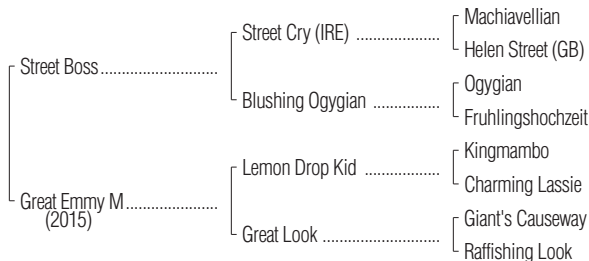 Machiavellian
Street Cry (IRE) ..................
Helen Street (GB)
Street Boss .........................
Ogygian
Blushing Ogygian ..............
Fruhlingshochzeit
Kingmambo
Lemon Drop Kid ................
Charming Lassie
Great Emmy M ....................
(2015)
Giant's Causeway
Great Look .........................
Raffishing Look